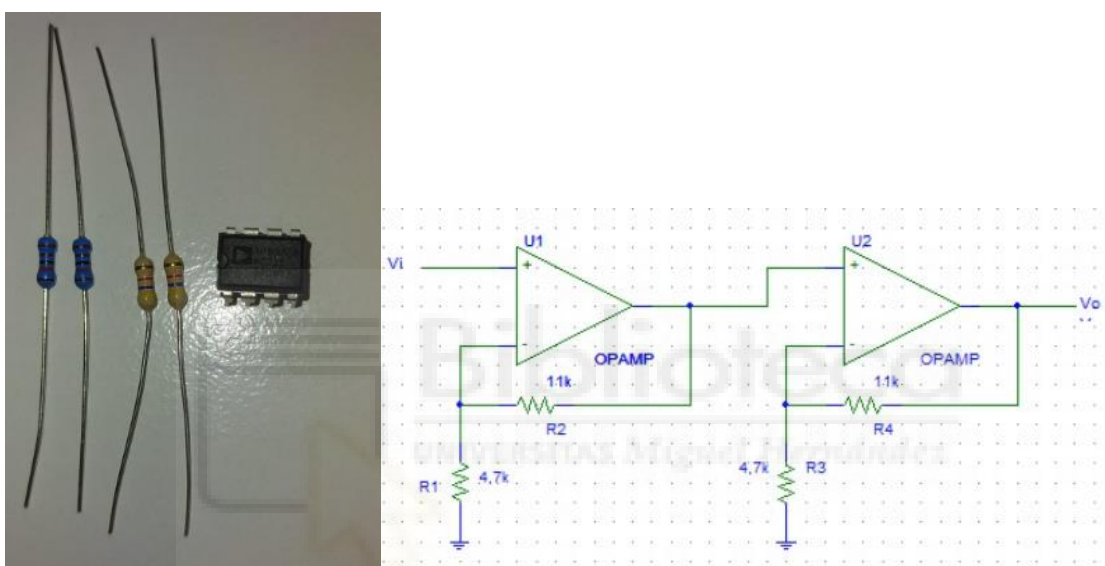 U1
U2
Vi
+
+
Vo
-
-
OPAMP
OPAMP
11k
11k
R2
R4
R1
4,7k
4,7k
R3
Biblioteca
UNIVERSITAS Miguel Hernández